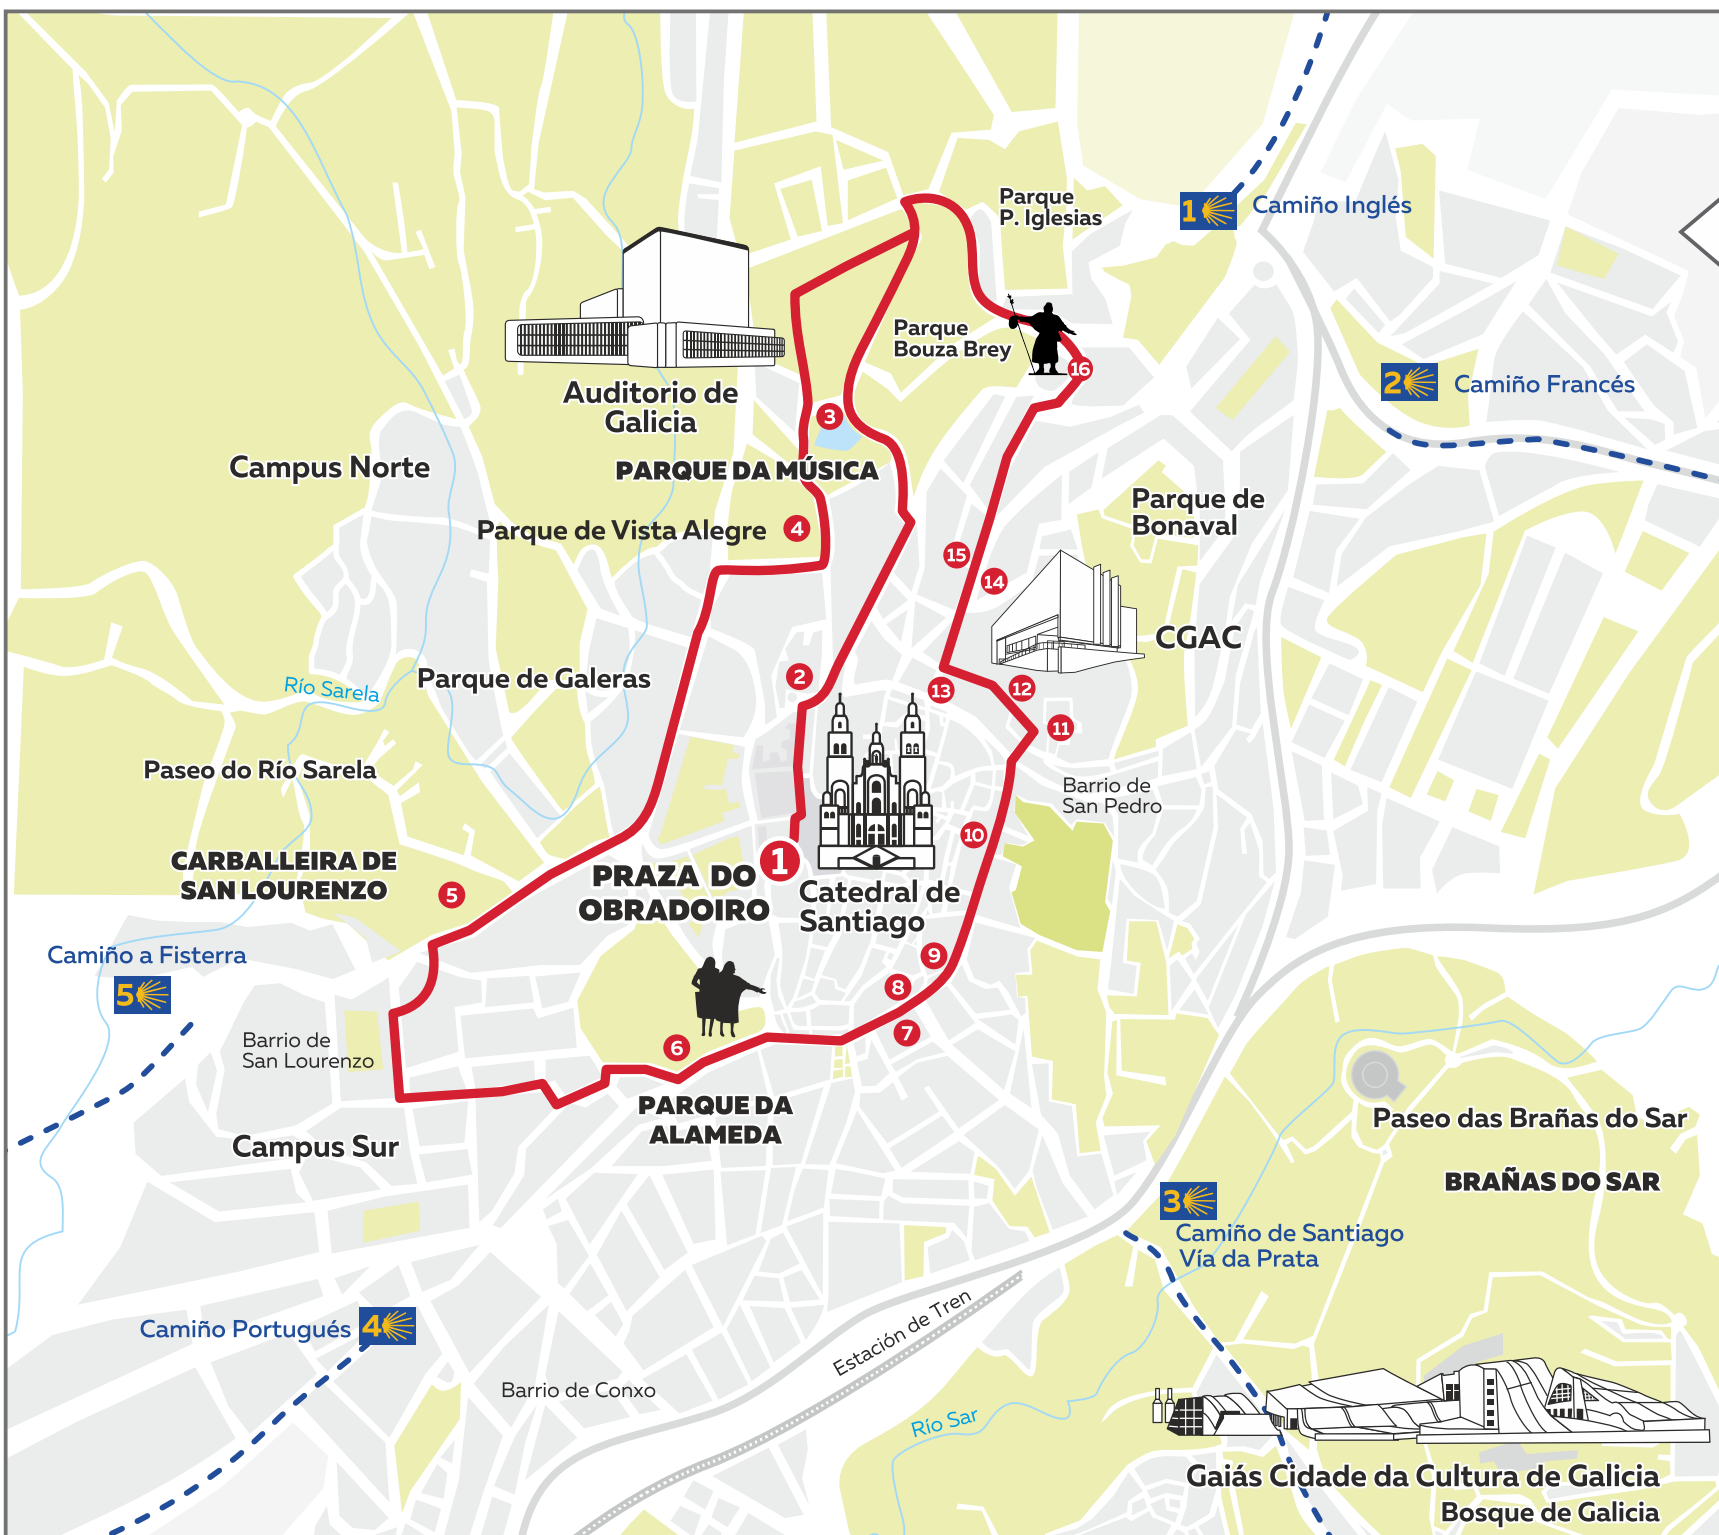 Parque
P. Iglesias
1
Camiño Inglés
Parque
Bouza Brey
16
2
Camiño Francés
Auditorio de
Galicia
3
Campus Norte
PARQUE DA MÚSICA
Parque de Vista Alegre
4
Parque de
Bonaval
15
14
CGAC
Río Sarela
Parque de Galeras
2
13
12
11
Paseo do Río Sarela
Barrio de
San Pedro
10
CARBALLEIRA DE
SAN LOURENZO
5
PRAZA DO
OBRADOIRO
1
Catedral de
Santiago
Camiño a Fisterra
5
9
8
7
6
Barrio de
San Lourenzo
PARQUE DA
ALAMEDA
Campus Sur
Paseo das Brañas do Sar
BRAÑAS DO SAR
3
Camiño de Santiago
Vía da Prata
Camiño Portugués
4
Estación de Tren
Barrio de Conxo
Río Sar
Gaiás Cidade da Cultura de Galicia
Bosque de Galicia